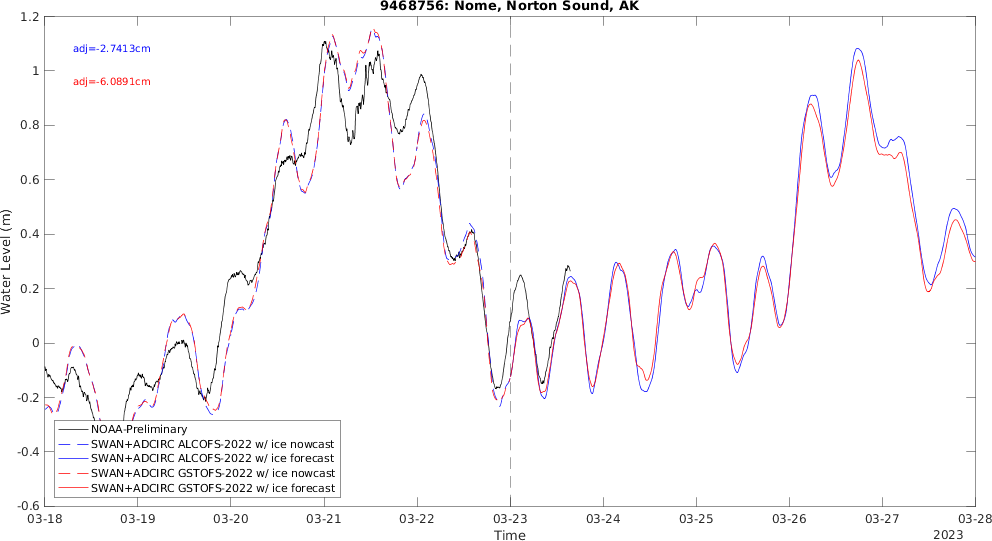 9468756: Nome, Norton Sound, AK
1.2
1
0.8
0.6
0.4
0.2
0
-0.2
-0.4
-0.6
Water Level (m)
adj=-2.7413cm
adj=-6.0891cm
NOAA-Preliminary
SWAN+ADCIRC ALCOFS-2022 w/ ice nowcast
SWAN+ADCIRC ALCOFS-2022 w/ ice forecast
SWAN+ADCIRC GSTOFS-2022 w/ ice nowcast
SWAN+ADCIRC GSTOFS-2022 w/ ice forecast
03-18 03-19 03-20 03-21 03-22 03-23 03-24 03-25 03-26 03-27 03-28
Time
2023